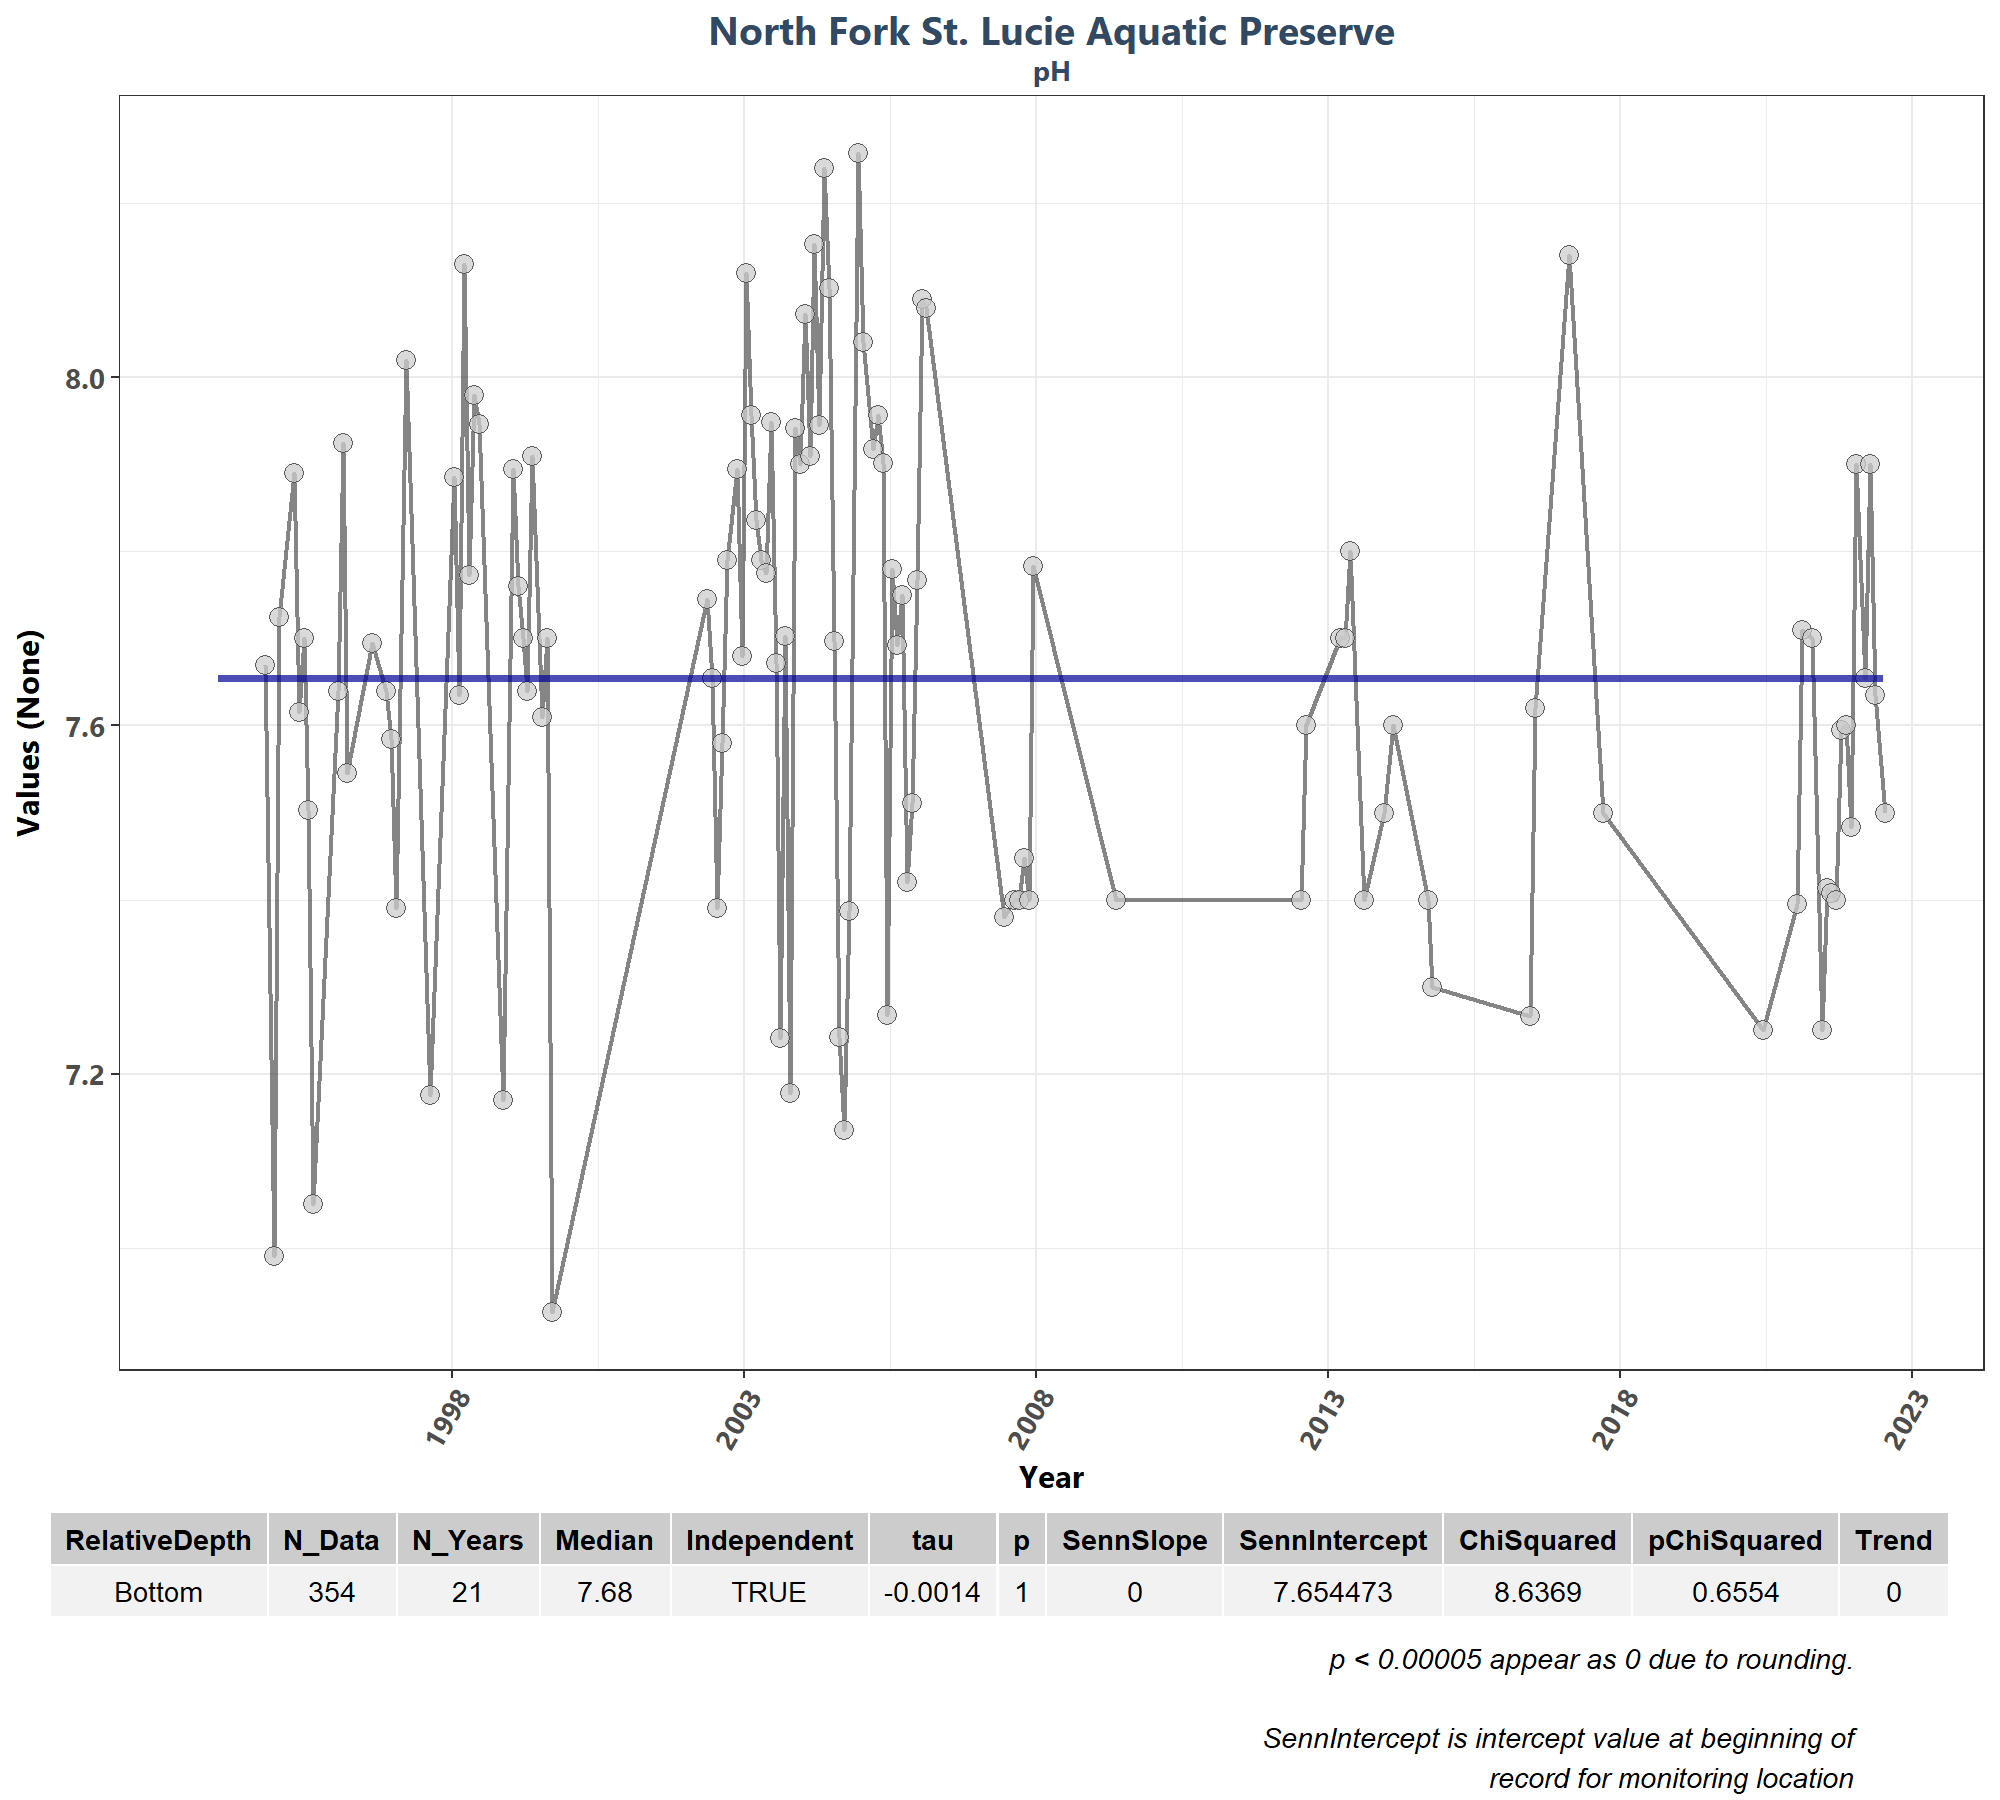 North Fork St. Lucie Aquatic Preserve
pH
Values (None)
8.0
7.6
7.2
7.2
1998
2003
2008
2013
2018
2023
Year
RelativeDepth N_Data N_Years Median Independent tau p SennSlope SennIntercept ChiSquared pChiSquared Trend
Bottom 354 21 7.68 TRUE -0.0014 1 0 7.654473 8.6369 0.6554 0
p < 0.00005 appear as 0 due to rounding.
SennIntercept is intercept value at beginning of
record for monitoring location